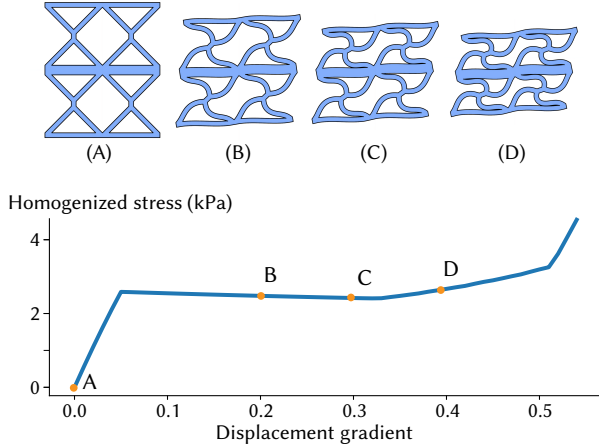 (A) (B) (C) (D)
Homogenized stress (kPa)
4
2
0
A
B
C
D
0.0 0.1 0.2 0.3 0.4 0.5
Displacement gradient